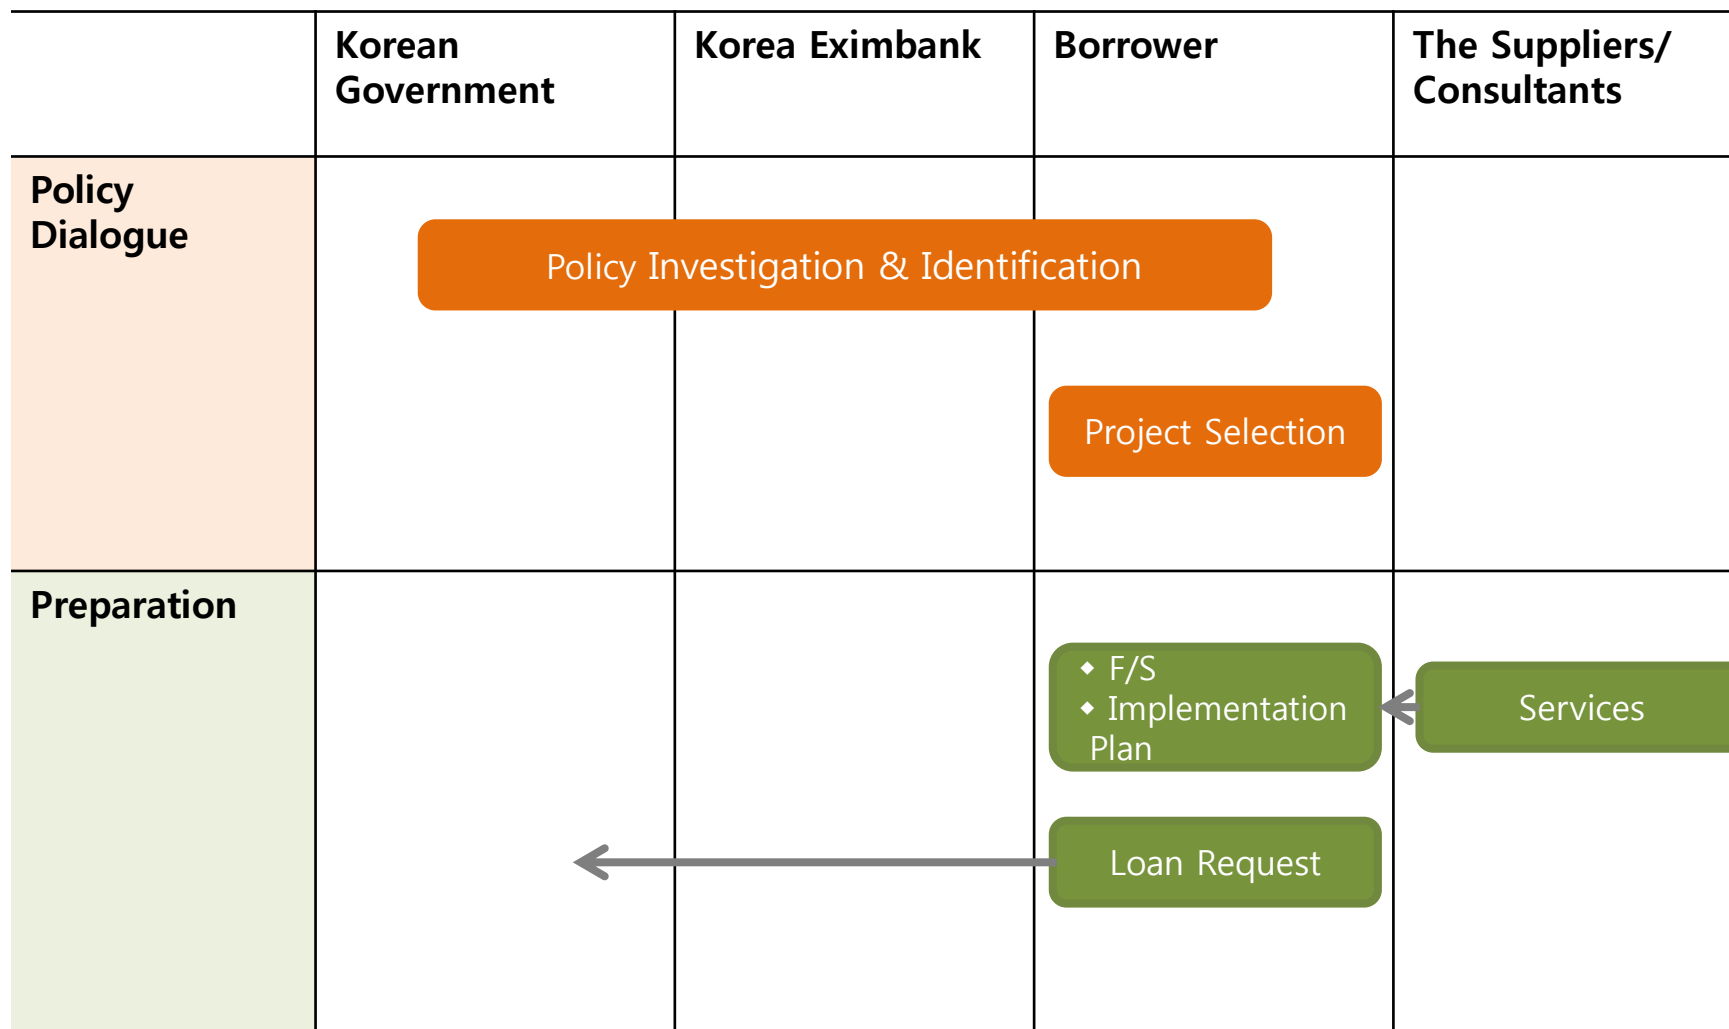 Korean
Government
Korea Eximbank
Borrower
The Suppliers/
Consultants
Policy
Dialogue
Policy Investigation & Identification
Project Selection
Preparation
◆ F/S
◆ Implementation
Plan
Services
Loan Request